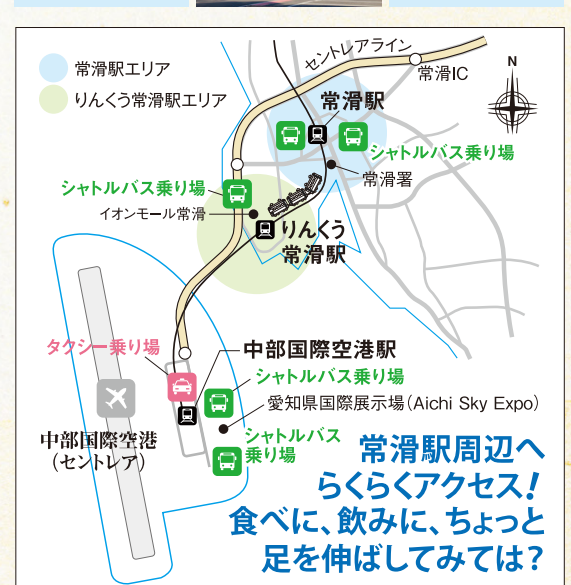 常滑駅エリア
りんくう常滑駅エリア
セントレアライン
常滑IC
N
常滑駅
シャトルバス乗り場
常滑署
シャトルバス乗り場
イオンモール常滑
りんくう
常滑駅
タクシー乗り場
中部国際空港駅
シャトルバス乗り場
愛知県国際展示場(Aichi Sky Expo)
シャトルバス
乗り場
中部国際空港
(セントレア)
常滑駅周辺へ
らくらくアクセス!
食べに、飲みに、ちょっと
足を伸ばしてみては?